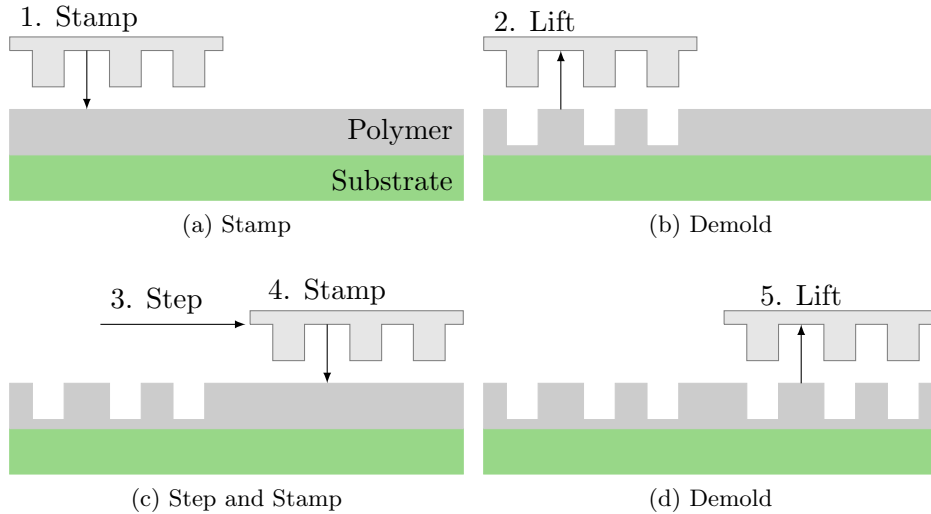 1. Stamp
2. Lift
Polymer
Substrate
(a) Stamp
(b) Demold
3. Step
4. Stamp
5. Lift
(c) Step and Stamp
(d) Demold